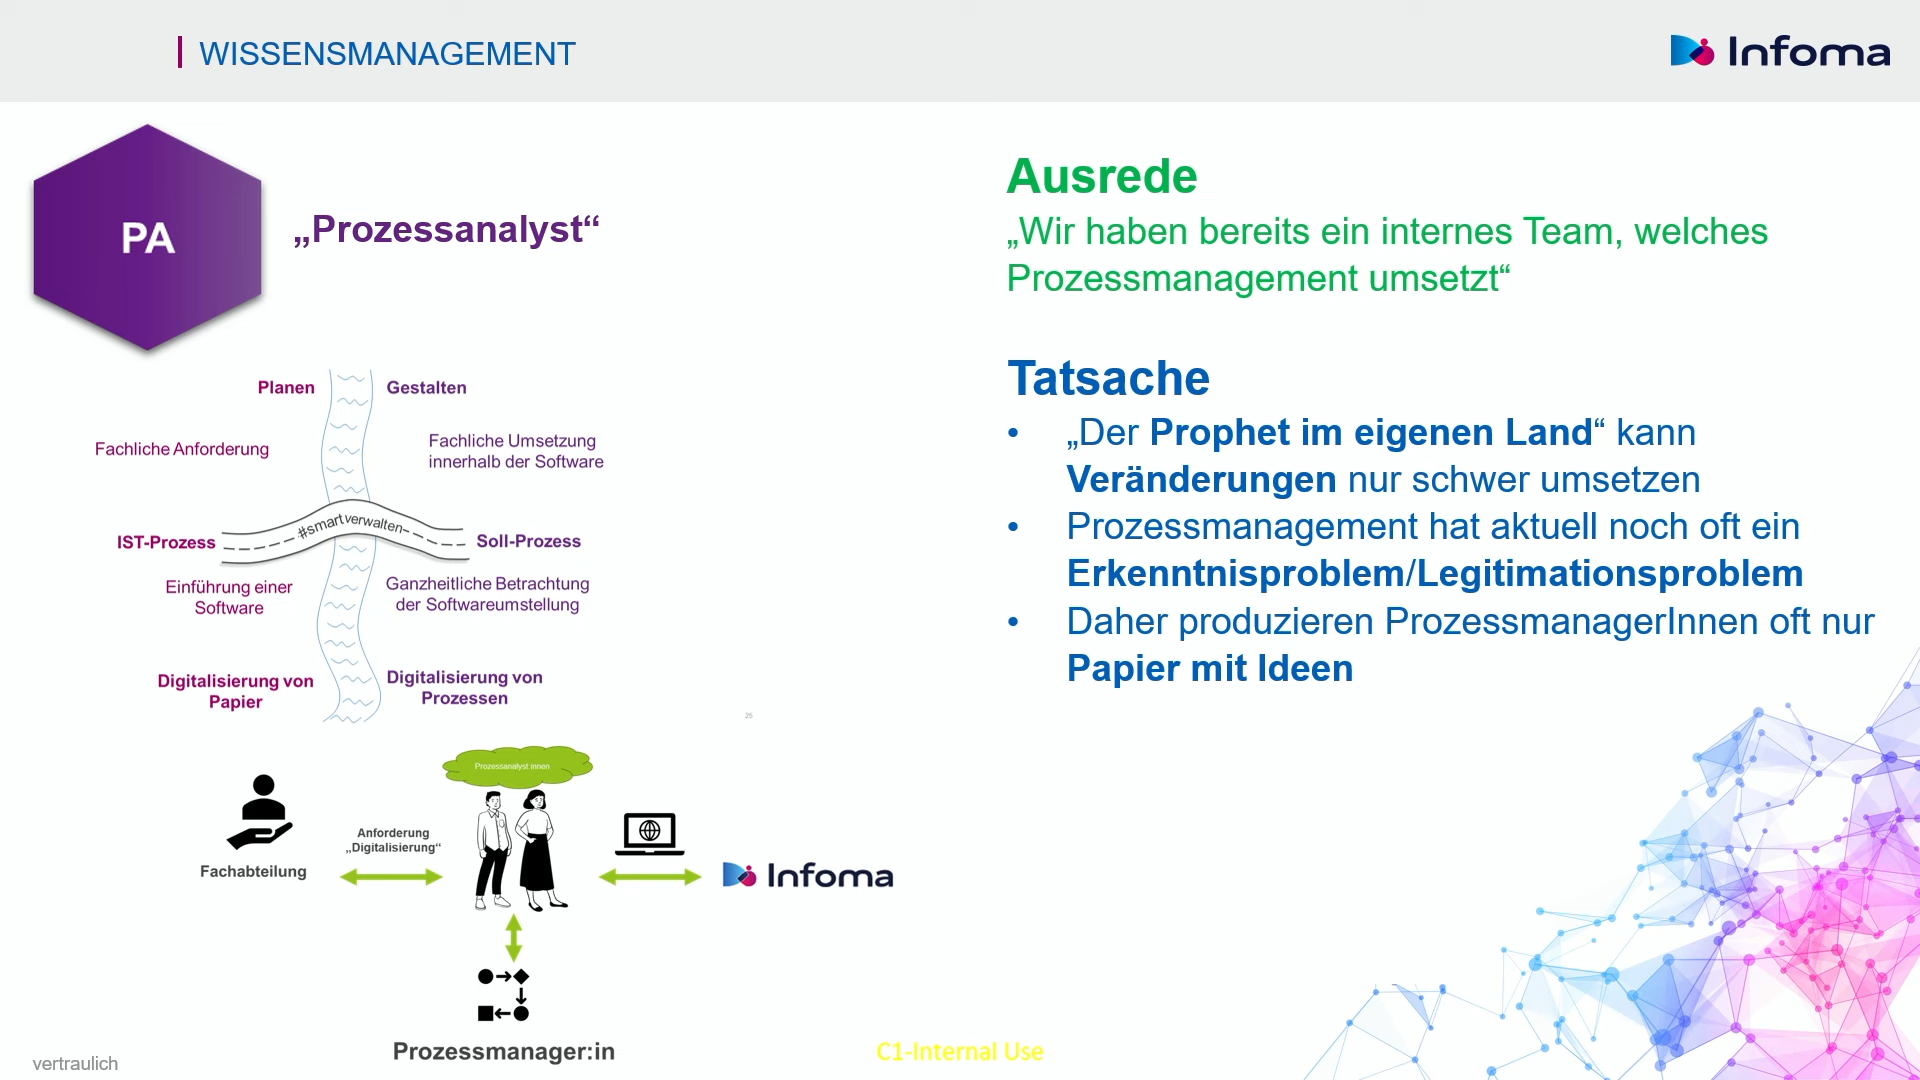 WISSENSMANAGEMENT
Infoma
PA
„Prozessanalyst“
Planen
Gestalten
Fachliche Anforderung
Fachliche Umsetzung
innerhalb der Software
#smartverwalten
IST-Prozess
Soll-Prozess
Einführung einer
Software
Ganzheitliche Betrachtung
der Softwareumstellung
Digitalisierung von
Papier
Digitalisierung von
Prozessen
25
Prozessanalyst:innen
Fachabteilung
Anforderung
„Digitalisierung“
Infoma
Prozessmanager:in
Ausrede
„Wir haben bereits ein internes Team, welches
Prozessmanagement umsetzt“
Tatsache
• „Der Prophet im eigenen Land“ kann
Veränderungen nur schwer umsetzen
• Prozessmanagement hat aktuell noch oft ein
Erkenntnisproblem/Legitimationsproblem
• Daher produzieren ProzessmanagerInnen oft nur
Papier mit Ideen
vertraulich
C1-Internal Use